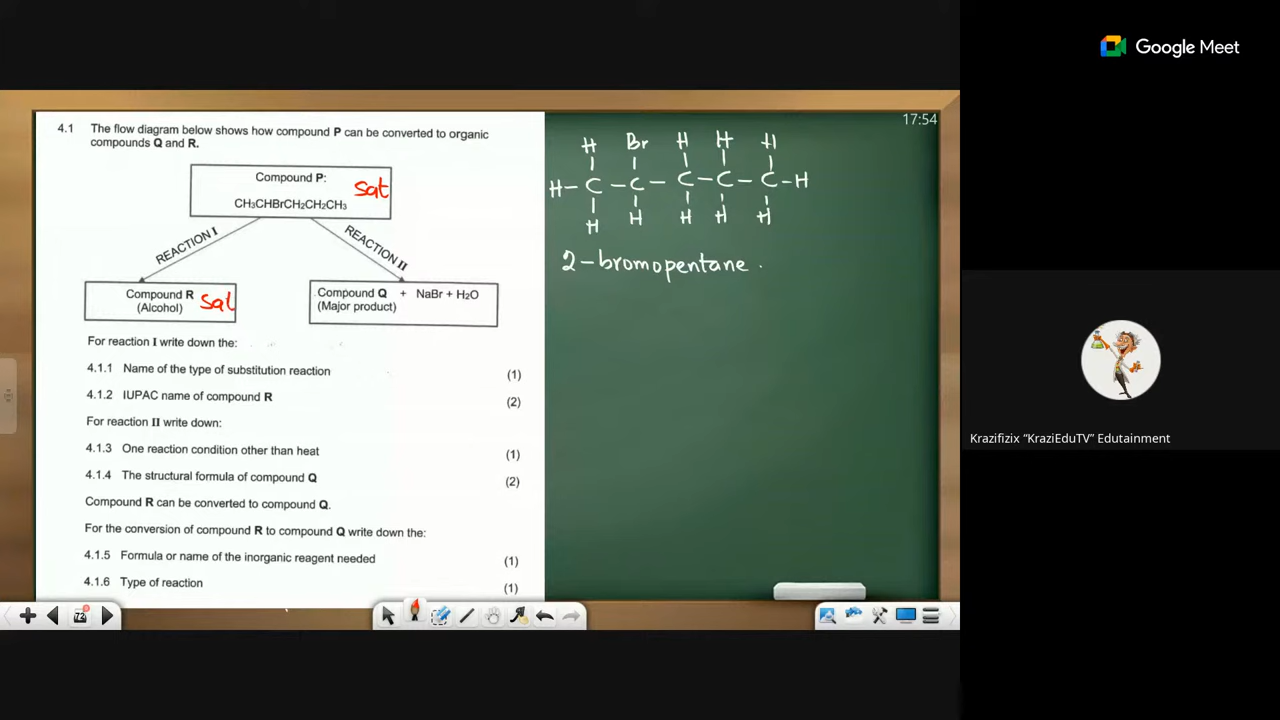 Google Meet
17:54
4.1 The flow diagram below shows how compound P can be converted to organic
compounds Q and R.
Compound P:
sat
CH₃CHBrCH₂CH₂CH₃
REACTION I
REACTION II
Compound R
(Alcohol)
sat
Compound Q + NaBr + H₂O
(Major product)
For reaction I write down the:
4.1.1 Name of the type of substitution reaction (1)
4.1.2 IUPAC name of compound R (2)
For reaction II write down:
4.1.3 One reaction condition other than heat (1)
4.1.4 The structural formula of compound Q (2)
Compound R can be converted to compound Q.
For the conversion of compound R to compound Q write down the:
4.1.5 Formula or name of the inorganic reagent needed (1)
4.1.6 Type of reaction (1)
H Br H H H
H–C–C–C–C–C–H
H H H H H
2-bromopentane.
Krazifizix “KraziEduTV” Edutainment
72